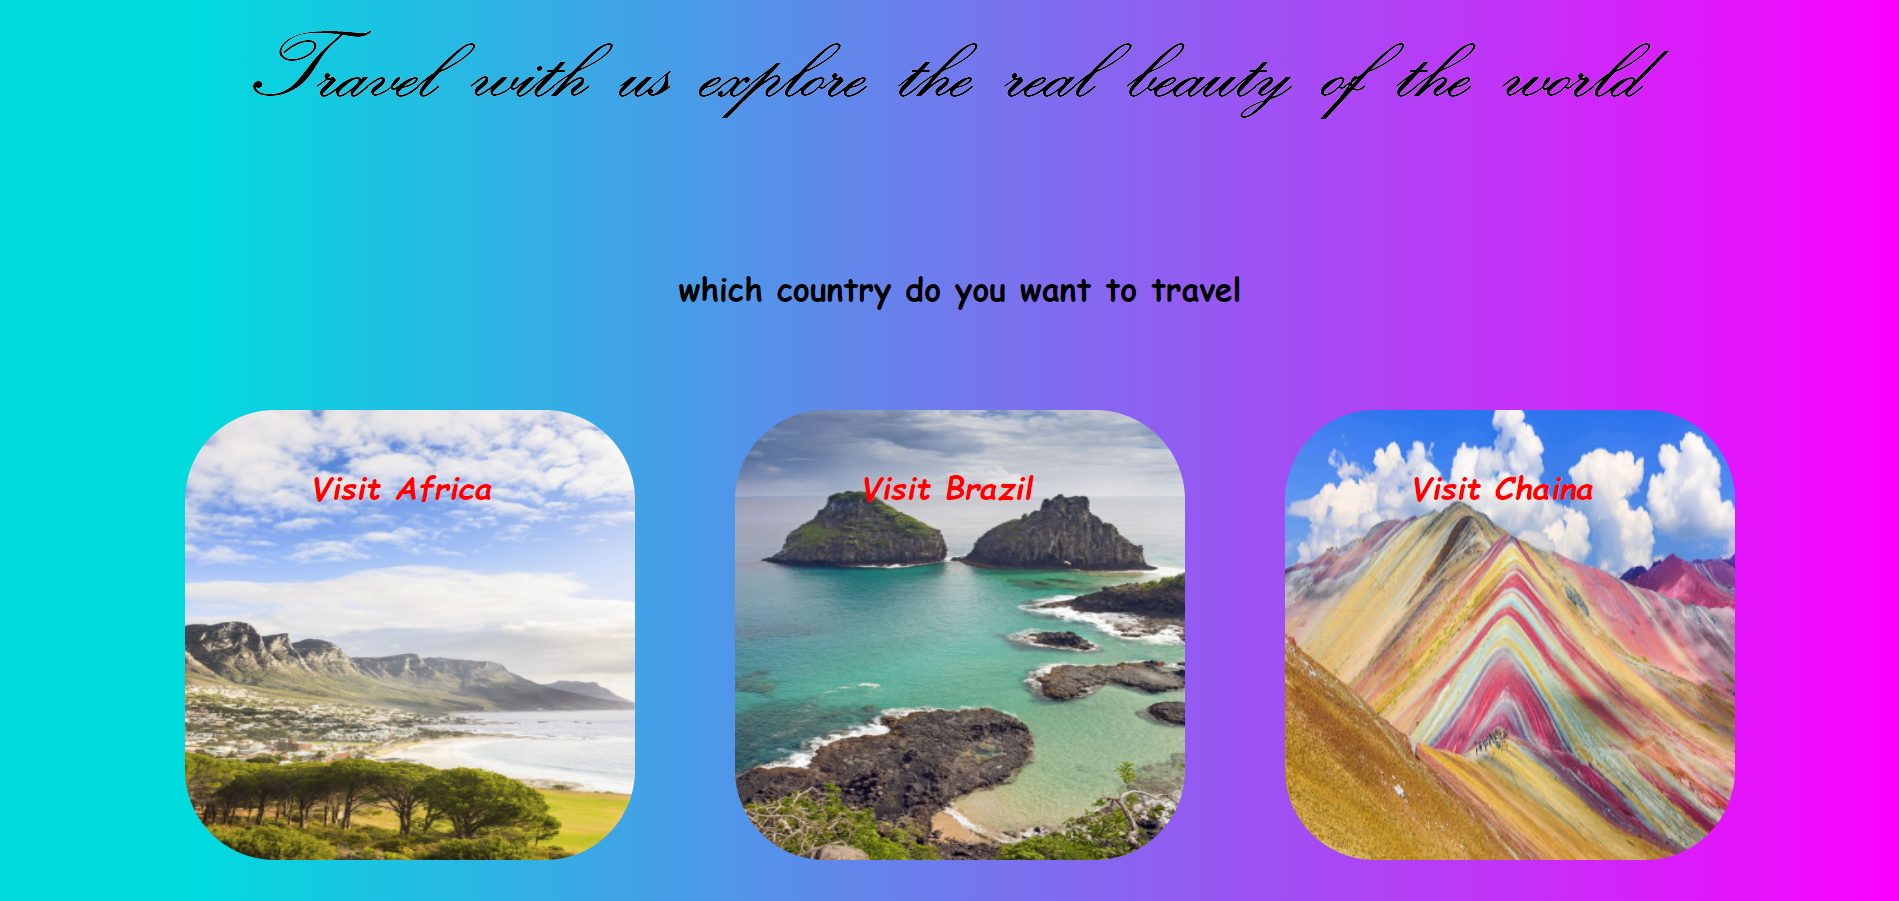 Travel with us explore the real beauty of the world
which country do you want to travel
Visit Africa
Visit Brazil
Visit Chaina